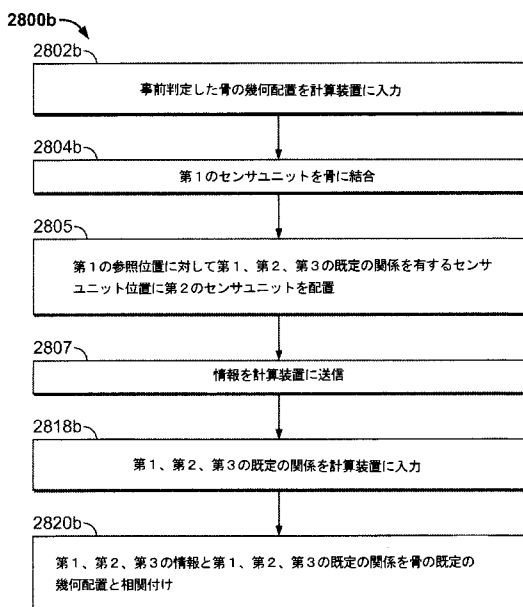 2800b
2802b
事前判定した骨の幾何配置を計算装置に入力
2804b
第１のセンサユニットを骨に結合
2805
第１の参照位置に対して第１、第２、第３の既定の関係を有するセンサ
ユニット位置に第２のセンサユニットを配置
2807
情報を計算装置に送信
2818b
第１、第２、第３の既定の関係を計算装置に入力
2820b
第１、第２、第３の情報と第１、第２、第３の既定の関係を骨の既定の
幾何配置と相関付け